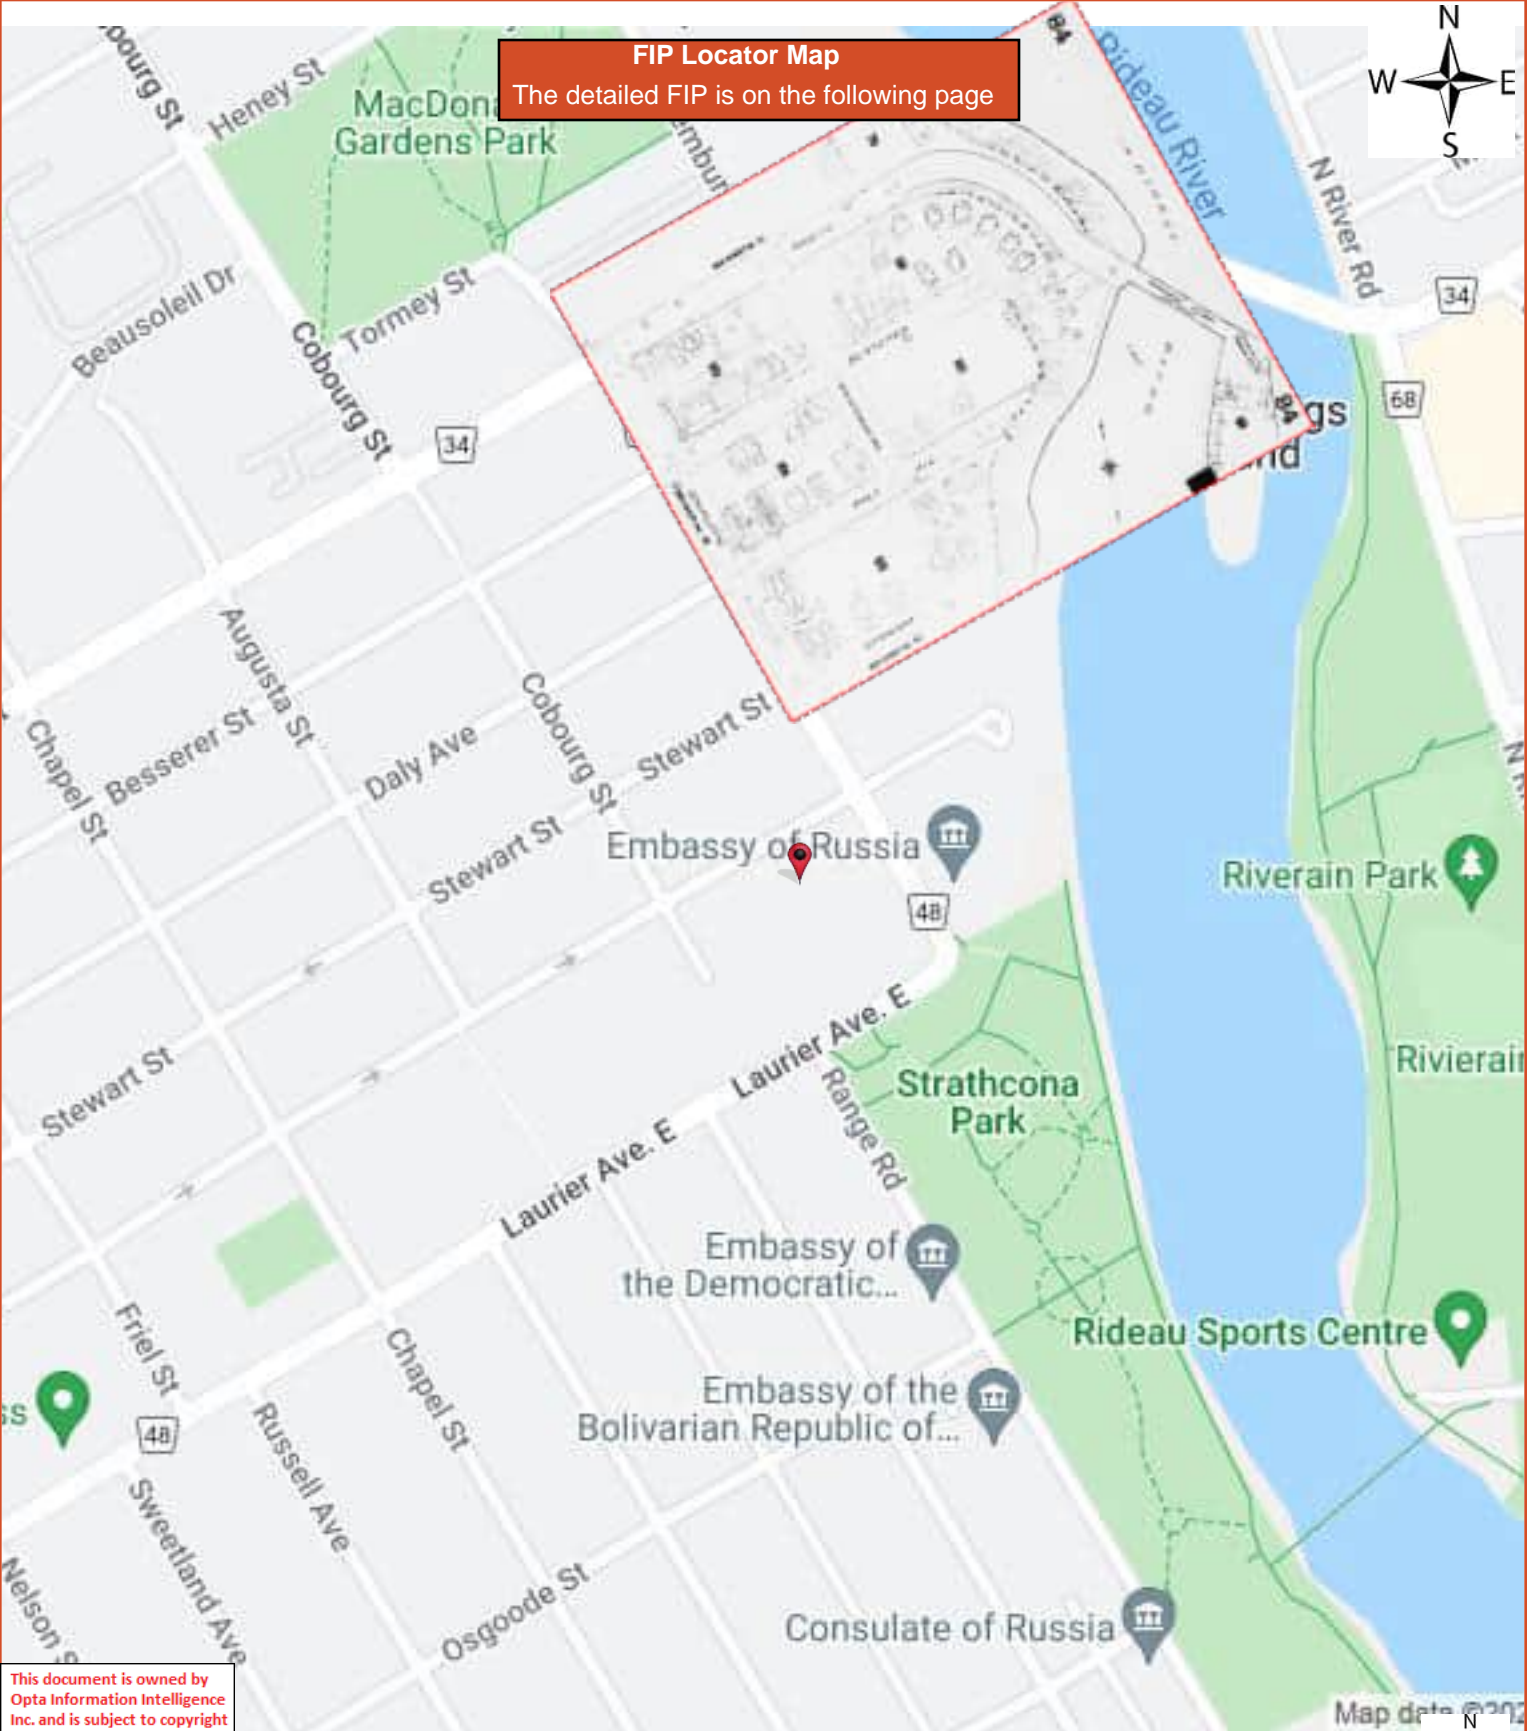 FIP Locator Map
The detailed FIP is on the following page
N
W E
S
Heney St
Gardens Park
Rideau River
N River Rd
34
Beausoleil Dr
Tormey St
Cobourg St
34
68
84
84
Augusta St
Cobourg St
Chapel St
Besserer St
Daly Ave
Stewart St
Stewart St
Embassy of Russia
Riverain Park
48
Stewart St
Laurier Ave. E
Laurier Ave. E
Range Rd
Strathcona
Park
Embassy of
the Democratic...
Rideau Sports Centre
Friel St
Chapel St
48
Russell Ave
Embassy of the
Bolivarian Republic of...
Sweetland Ave
Osgoode St
Consulate of Russia
This document is owned by
Opta Information Intelligence
Inc. and is subject to copyright
Map data
N